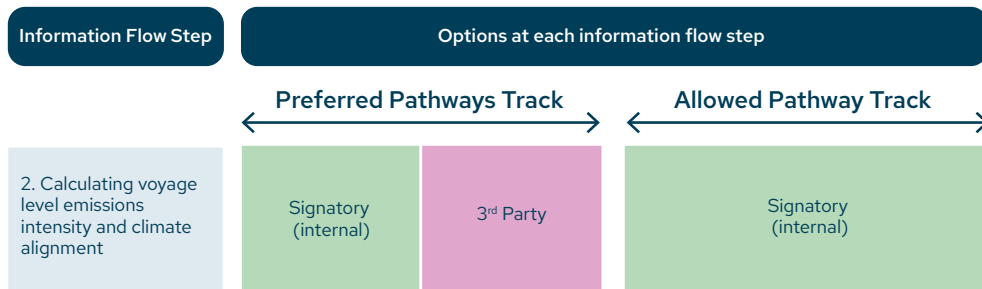 Information Flow Step
Options at each information flow step
Preferred Pathways Track
Allowed Pathway Track
2. Calculating voyage
level emissions
intensity and climate
alignment
Signatory
(internal)
3rd Party
Signatory
(internal)